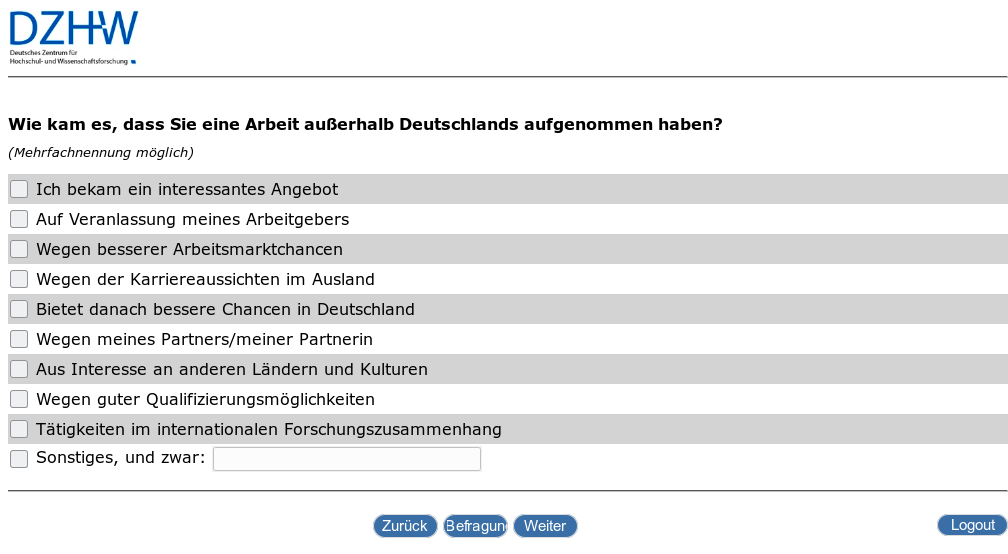 DZHW
Deutsches Zentrum für
Hochschul- und Wissenschaftsforschung
Wie kam es, dass Sie eine Arbeit außerhalb Deutschlands aufgenommen haben?
(Mehrfachnennung möglich)
Ich bekam ein interessantes Angebot
Auf Veranlassung meines Arbeitgebers
Wegen besserer Arbeitsmarktchancen
Wegen der Karriereaussichten im Ausland
Bietet danach bessere Chancen in Deutschland
Wegen meines Partners/meiner Partnerin
Aus Interesse an anderen Ländern und Kulturen
Wegen guter Qualifizierungsmöglichkeiten
Tätigkeiten im internationalen Forschungszusammenhang
Sonstiges, und zwar:
Zurück Befragung Weiter Logout